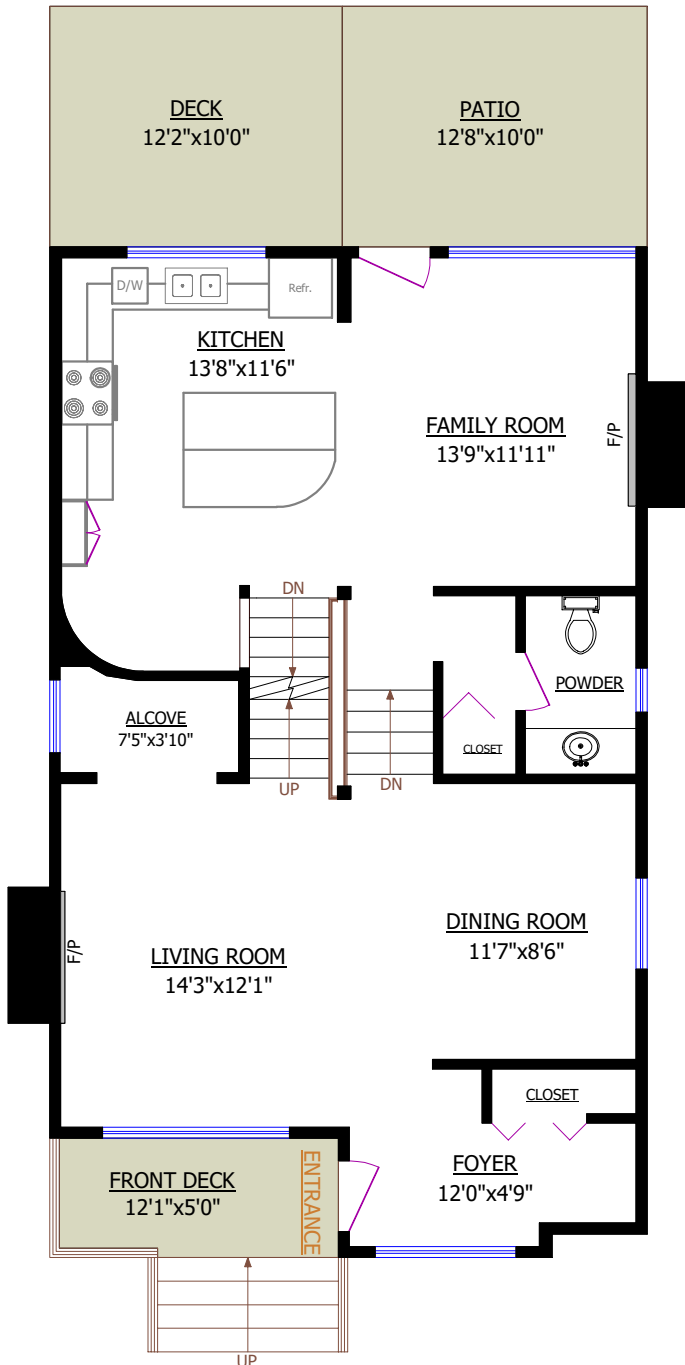 DECK
12'2"x10'0"
PATIO
12'8"x10'0"
D/W
Refr.
KITCHEN
13'8"x11'6"
FAMILY ROOM
13'9"x11'11"
F/P
DN
POWDER
ALCOVE
7'5"x3'10"
CLOSET
UP
DN
DINING ROOM
11'7"x8'6"
F/P
LIVING ROOM
14'3"x12'1"
CLOSET
FOYER
12'0"x4'9"
FRONT DECK
12'1"x5'0"
ENTRANCE
UP